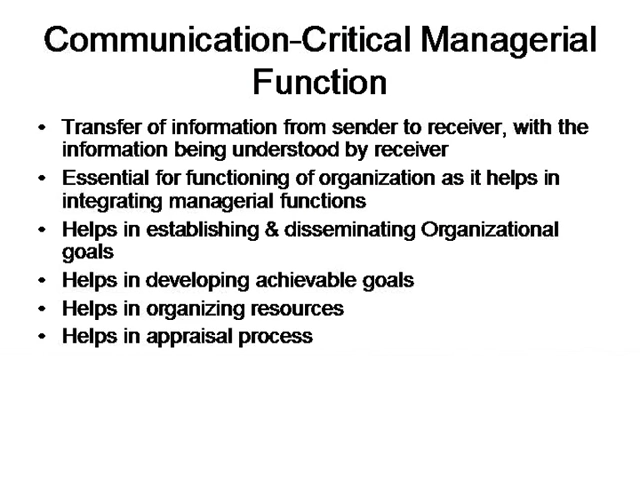 Communication-Critical Managerial
Function
• Transfer of information from sender to receiver, with the
information being understood by receiver
• Essential for functioning of organization as it helps in
integrating managerial functions
• Helps in establishing & disseminating Organizational
goals
• Helps in developing achievable goals
• Helps in organizing resources
• Helps in appraisal process